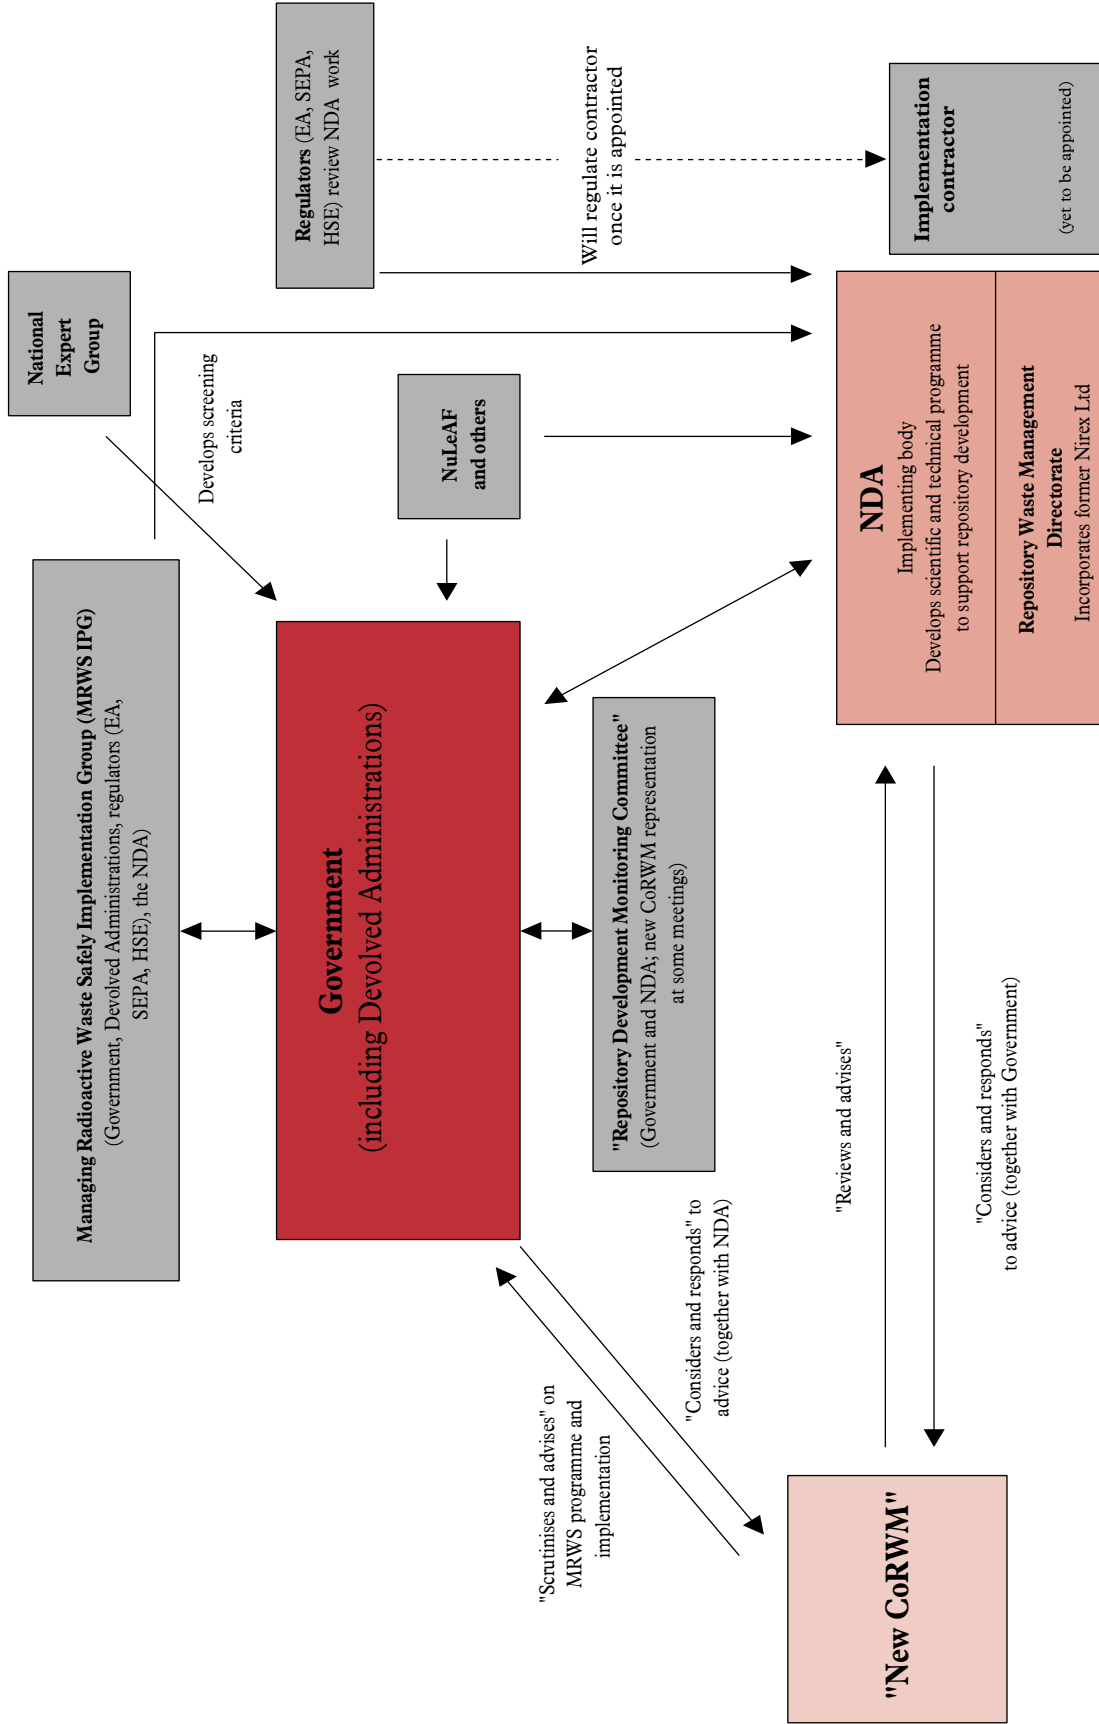 Managing Radioactive Waste Safely Implementation Group (MRWS IPG)
(Government, Devolved Administrations, regulators (EA,
SEPA, HSE), the NDA)
National
Expert
Group
Develops screening
criteria
Regulators (EA, SEPA,
HSE) review NDA work
Government
(including Devolved Administrations)
NuLeAF
and others
Will regulate contractor
once it is appointed
"Scrutinises and advises" on
MRWS programme and
implementation
"Considers and responds" to
advice (together with NDA)
"Repository Development Monitoring Committee"
(Government and NDA; new CoRWM representation
at some meetings)
"New CoRWM"
"Reviews and advises"
"Considers and responds"
to advice (together with Government)
NDA
Implementing body
Develops scientific and technical programme
to support repository development
Repository Waste Management
Directorate
Incorporates former Nirex Ltd
Implementation
contractor
(yet to be appointed)